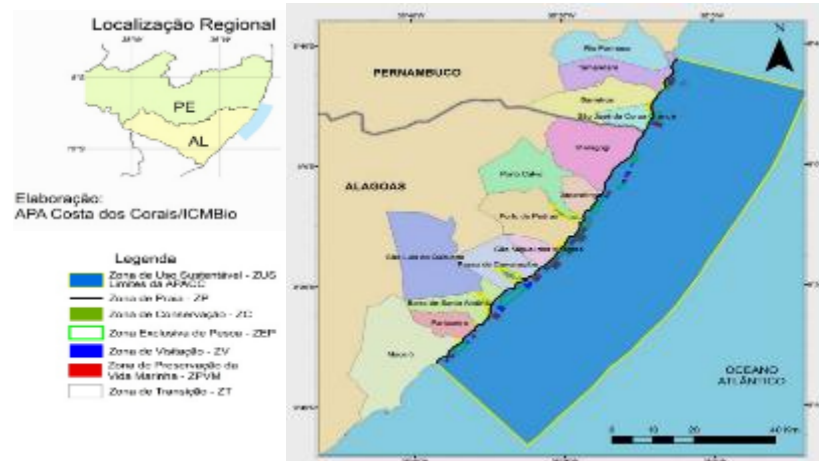 Localização Regional
PE
AL
Elaboração:
APA Costa dos Corais/ICMBio
Legenda
Zona de Uso Sustentável - ZUS
Limites da APACC
Zona de Praia - ZP
Zona de Conservação - ZC
Zona Exclusiva de Pesca - ZEP
Zona de Visitação - ZV
Zona de Preservação da
Vida Marinha - ZPVM
Zona de Transição - ZT
N
PERNAMBUCO
Rio Formoso
Tamandaré
Barreiros
São José da Coroa Grande
Maragogi
ALAGOAS
Porto Calvo
Japaratinga
Porto de Pedras
São Luís do Quitunde
Passo de Camaragibe
Barra de Santo Antônio
Paripueira
Maceió
OCEANO
ATLÂNTICO
0
10
20
40 Km